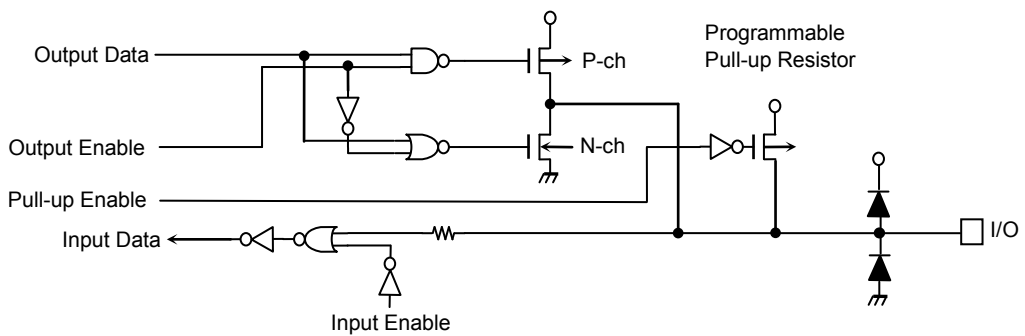 Output Data
P-ch
Programmable
Pull-up Resistor
Output Enable
N-ch
Pull-up Enable
Input Data
I/O
Input Enable